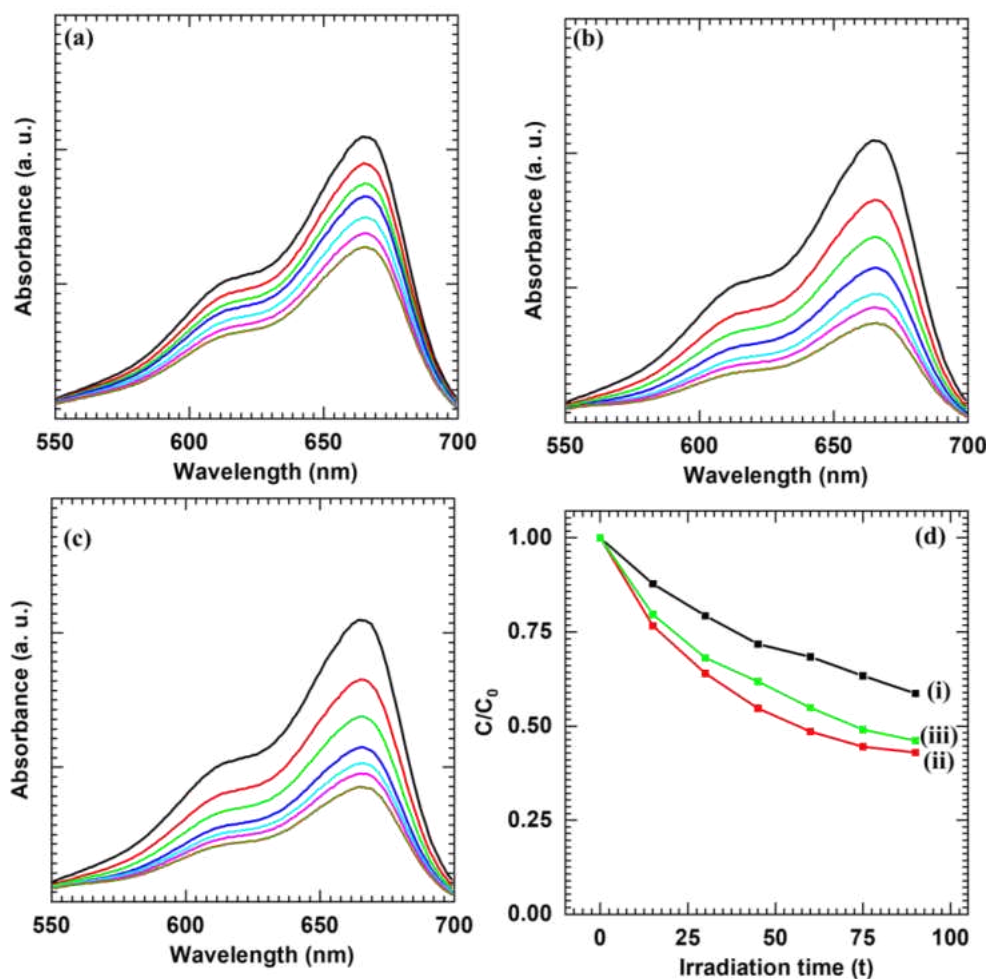 (a)
Absorbance (a. u.)
550 600 650 700
Wavelength (nm)
(b)
Absorbance (a. u.)
550 600 650 700
Wavelength (nm)
(c)
Absorbance (a. u.)
550 600 650 700
Wavelength (nm)
(d)
C/C0
1.00
0.75
0.50
0.25
0.00
(i)
(iii)
(ii)
0 25 50 75 100
Irradiation time (t)